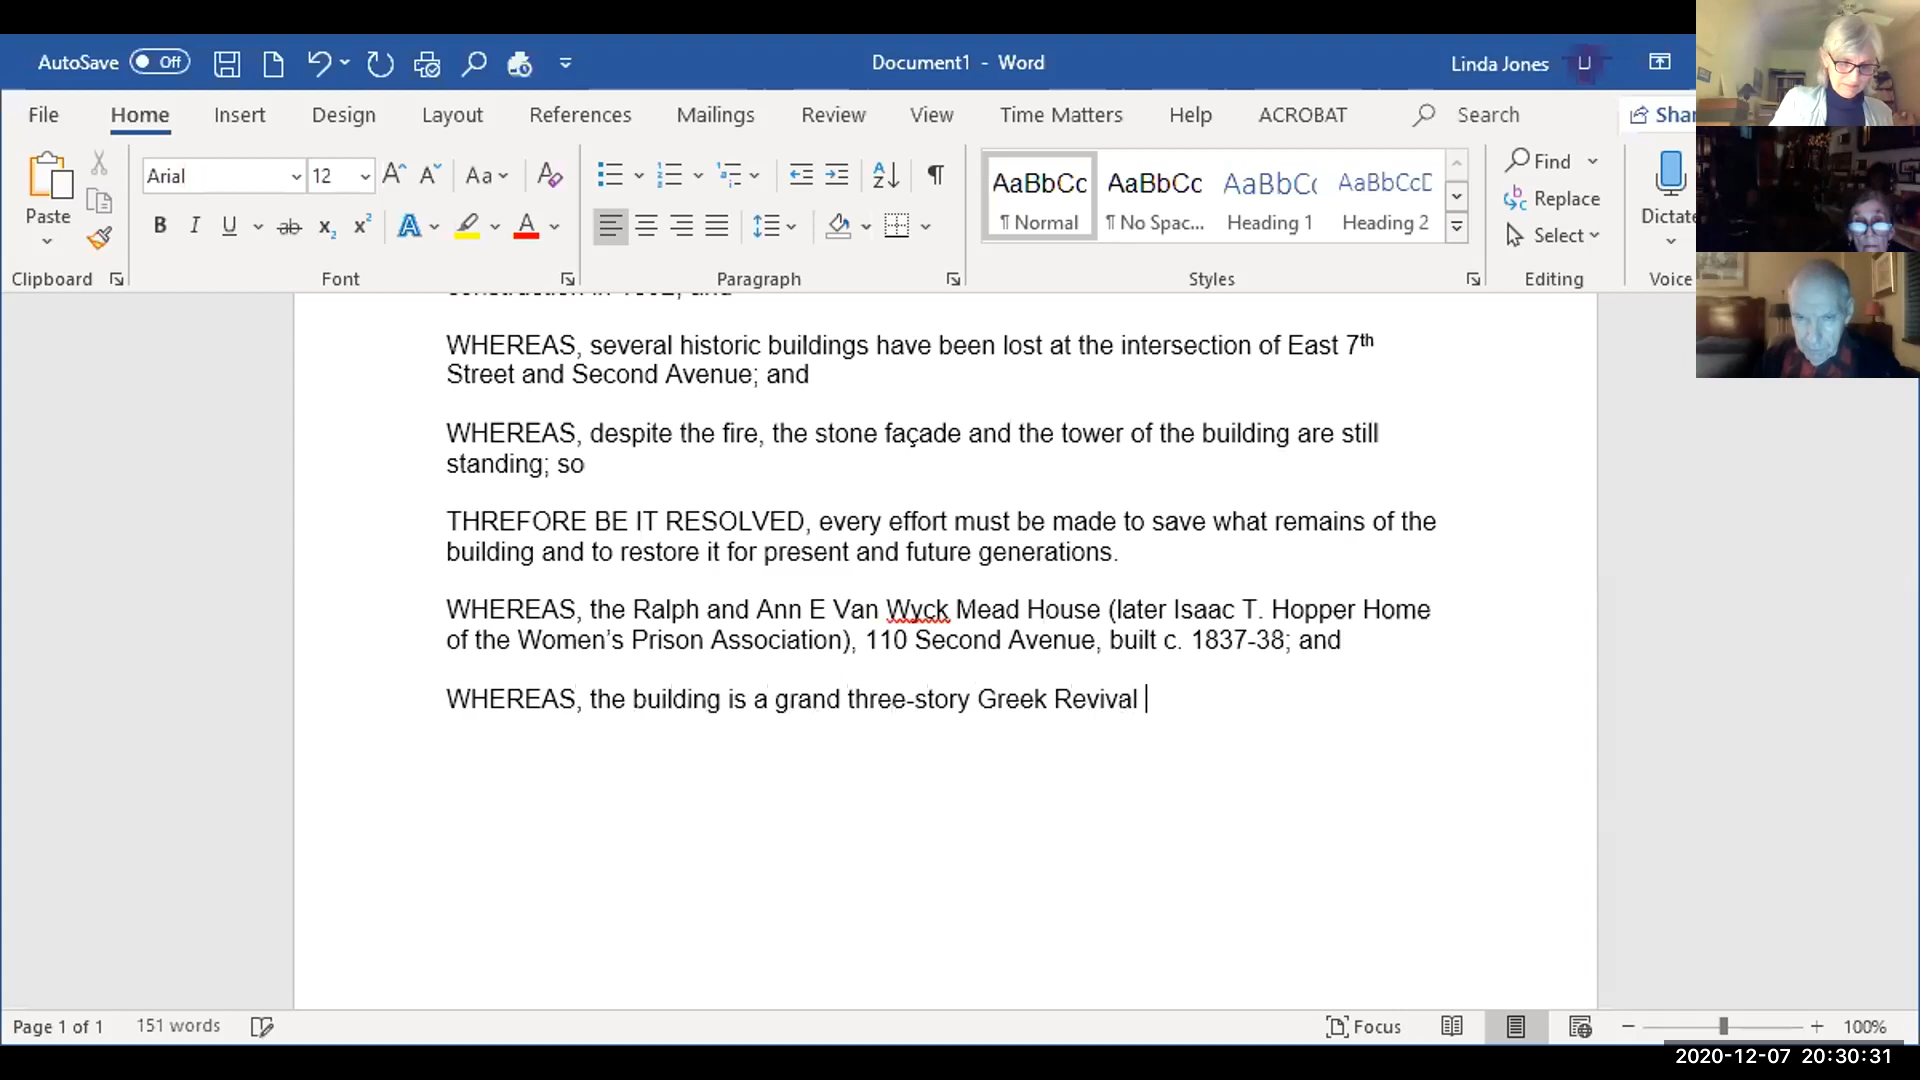 AutoSave Off Document1 - Word Linda Jones LJ
File Home Insert Design Layout References Mailings Review View Time Matters Help ACROBAT Search Shar
Paste Arial 12 Aa AaBbCc AaBbCc AaBbCc AaBbCcD Find Replace Select Dictate
¶ Normal ¶ No Spac... Heading 1 Heading 2
Clipboard Font Paragraph Styles Editing Voice
WHEREAS, several historic buildings have been lost at the intersection of East 7th
Street and Second Avenue; and
WHEREAS, despite the fire, the stone façade and the tower of the building are still
standing; so
THREFORE BE IT RESOLVED, every effort must be made to save what remains of the
building and to restore it for present and future generations.
WHEREAS, the Ralph and Ann E Van Wyck Mead House (later Isaac T. Hopper Home
of the Women's Prison Association), 110 Second Avenue, built c. 1837-38; and
WHEREAS, the building is a grand three-story Greek Revival
Page 1 of 1 151 words Focus 100%
2020-12-07 20:30:31